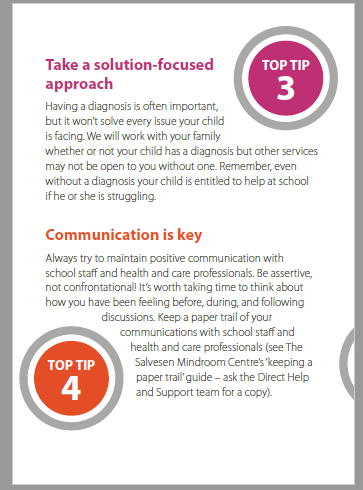 TOP TIP
3
Take a solution-focused
approach
Having a diagnosis is often important,
but it won't solve every issue your child
is facing. We will work with your family
whether or not your child has a diagnosis but other services
may not be open to you without one. Remember, even
without a diagnosis your child is entitled to help at school
if he or she is struggling.
Communication is key
Always try to maintain positive communication with
school staff and health and care professionals. Be assertive,
not confrontational! It's worth taking time to think about
how you have been feeling before, during, and following
discussions. Keep a paper trail of your
communications with school staff and
health and care professionals (see The
Salvesen Mindroom Centre's 'keeping a
paper trail' guide – ask the Direct Help
and Support team for a copy).
TOP TIP
4